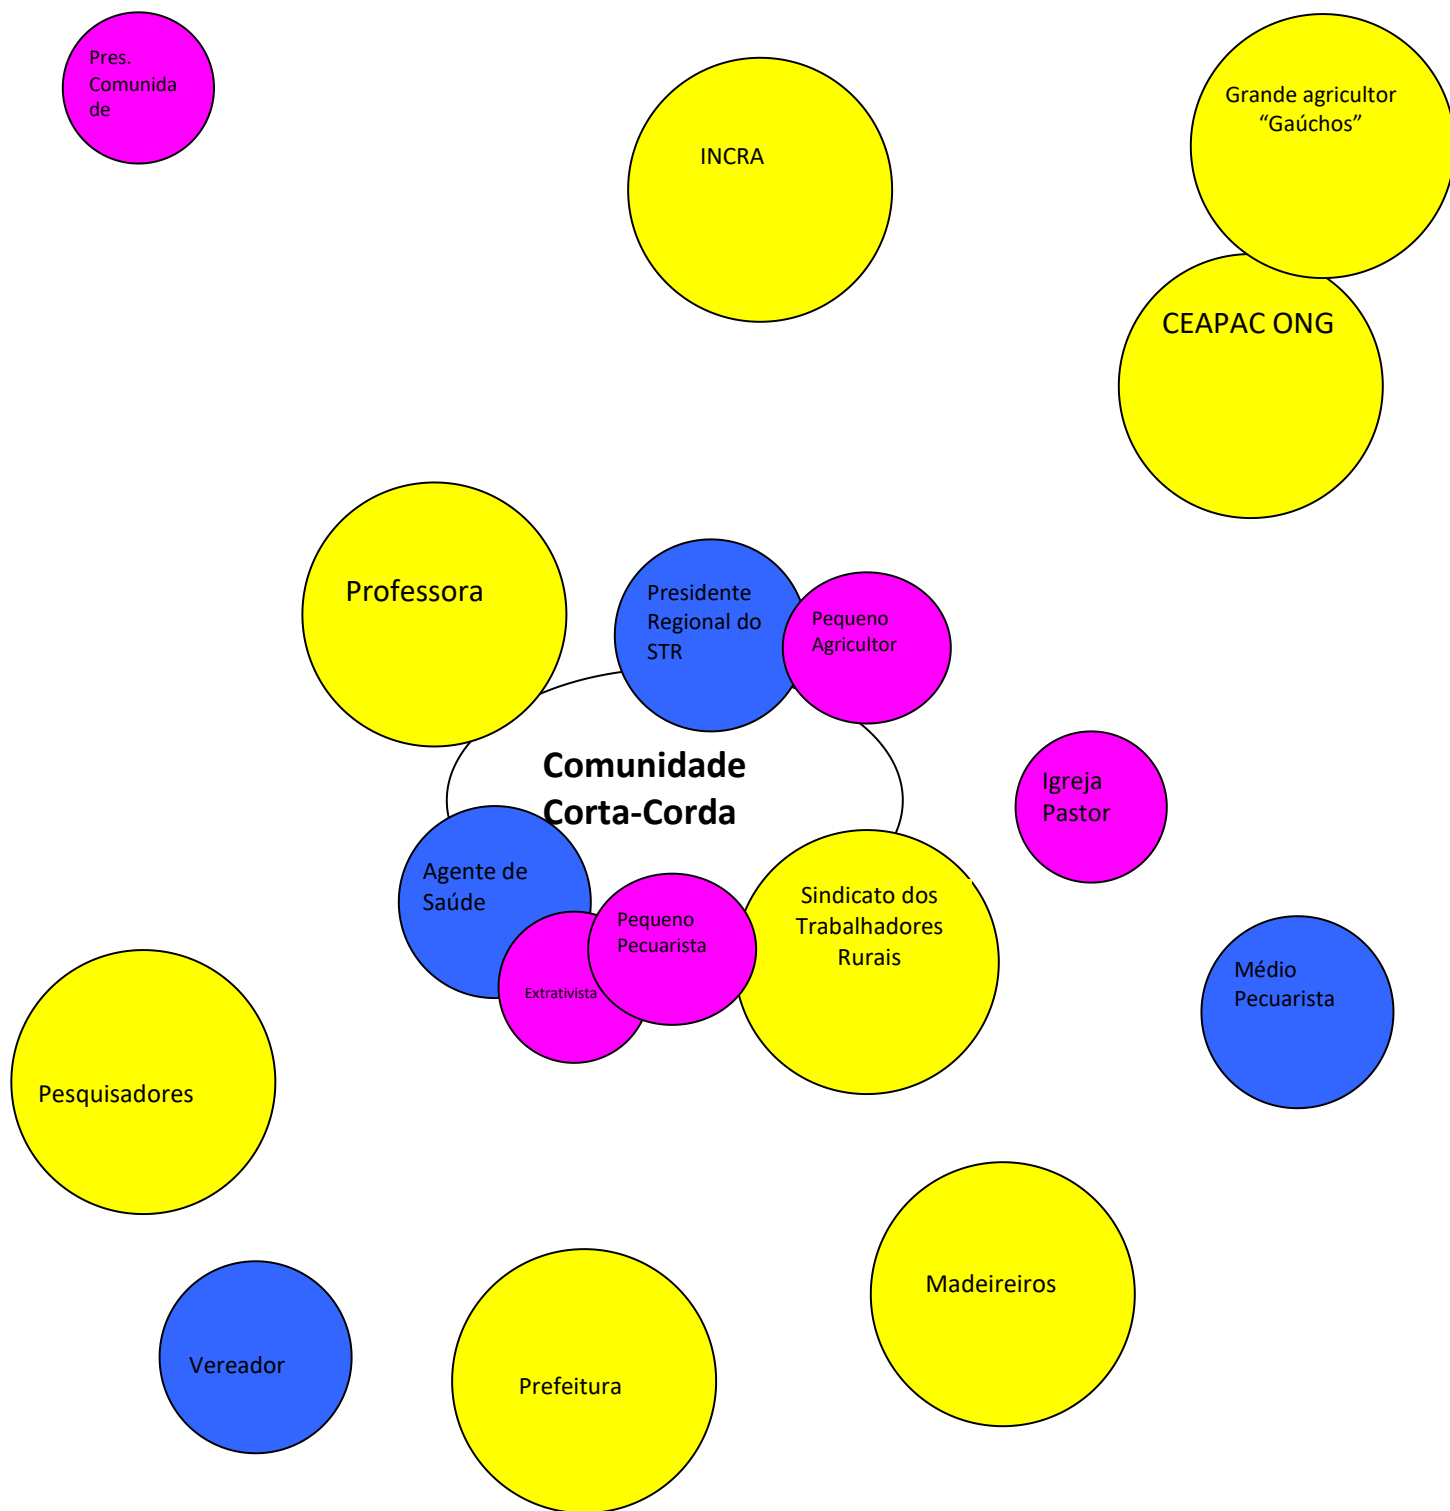 Pres.
Comunida
de
INCRA
Grande agricultor
“Gaúchos”
CEAPAC ONG
Professora
Presidente
Regional do
STR
Pequeno
Agricultor
Comunidade
Corta-Corda
Igreja
Pastor
Agente de
Saúde
Pequeno
Pecuarista
Extrativista
Sindicato dos
Trabalhadores
Rurais
Médio
Pecuarista
Pesquisadores
Madeireiros
Vereador
Prefeitura